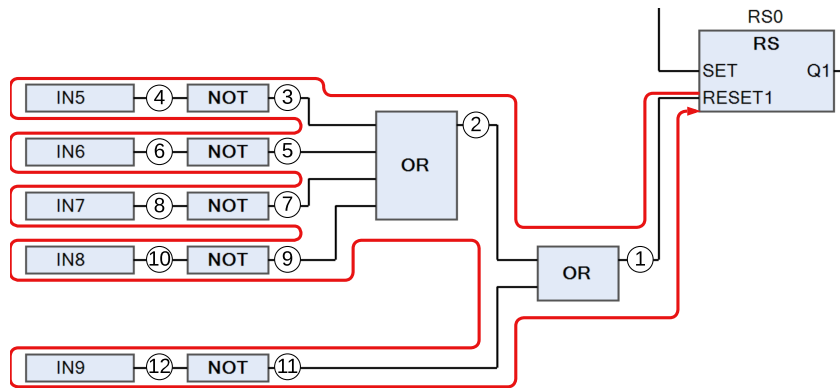 RS0
RS
SET Q1
RESET1
IN5 ④ NOT ③
②
IN6 ⑥ NOT ⑤
OR
IN7 ⑧ NOT ⑦
IN8 ⑩ NOT ⑨ ①
OR
IN9 ⑫ NOT ⑪